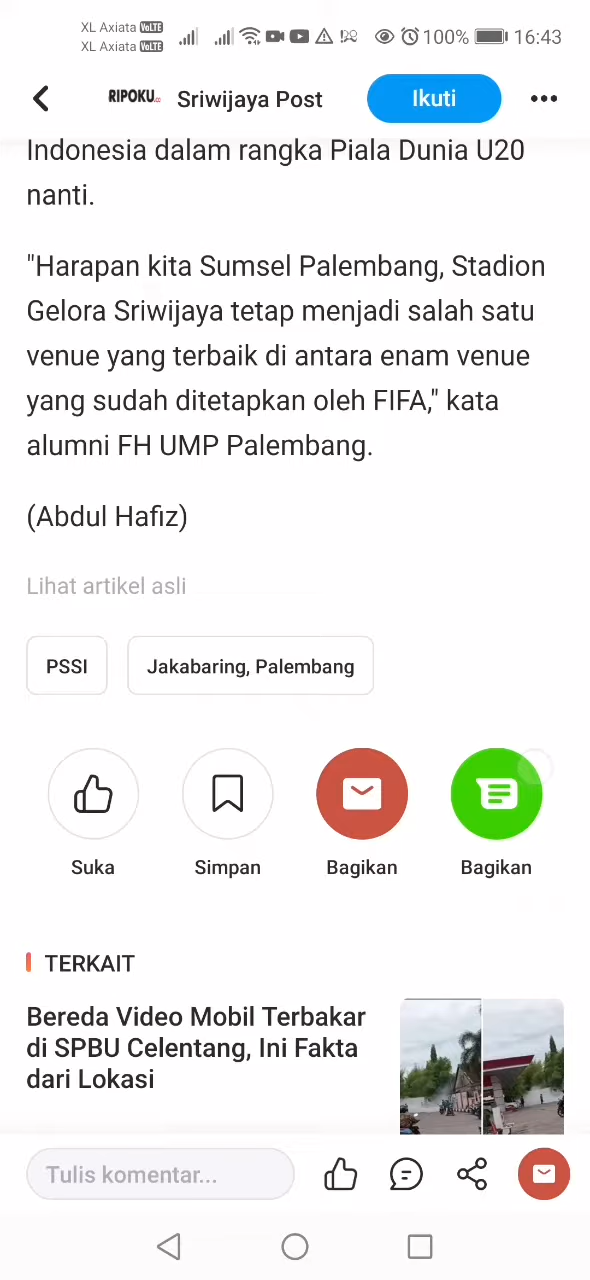 XL Axiata VoLTE
XL Axiata VoLTE
100% 16:43
RIPOKU Sriwijaya Post Ikuti
Indonesia dalam rangka Piala Dunia U20
nanti.
"Harapan kita Sumsel Palembang, Stadion
Gelora Sriwijaya tetap menjadi salah satu
venue yang terbaik di antara enam venue
yang sudah ditetapkan oleh FIFA," kata
alumni FH UMP Palembang.
(Abdul Hafiz)
Lihat artikel asli
PSSI Jakabaring, Palembang
Suka Simpan Bagikan Bagikan
TERKAIT
Bereda Video Mobil Terbakar
di SPBU Celentang, Ini Fakta
dari Lokasi
Tulis komentar...